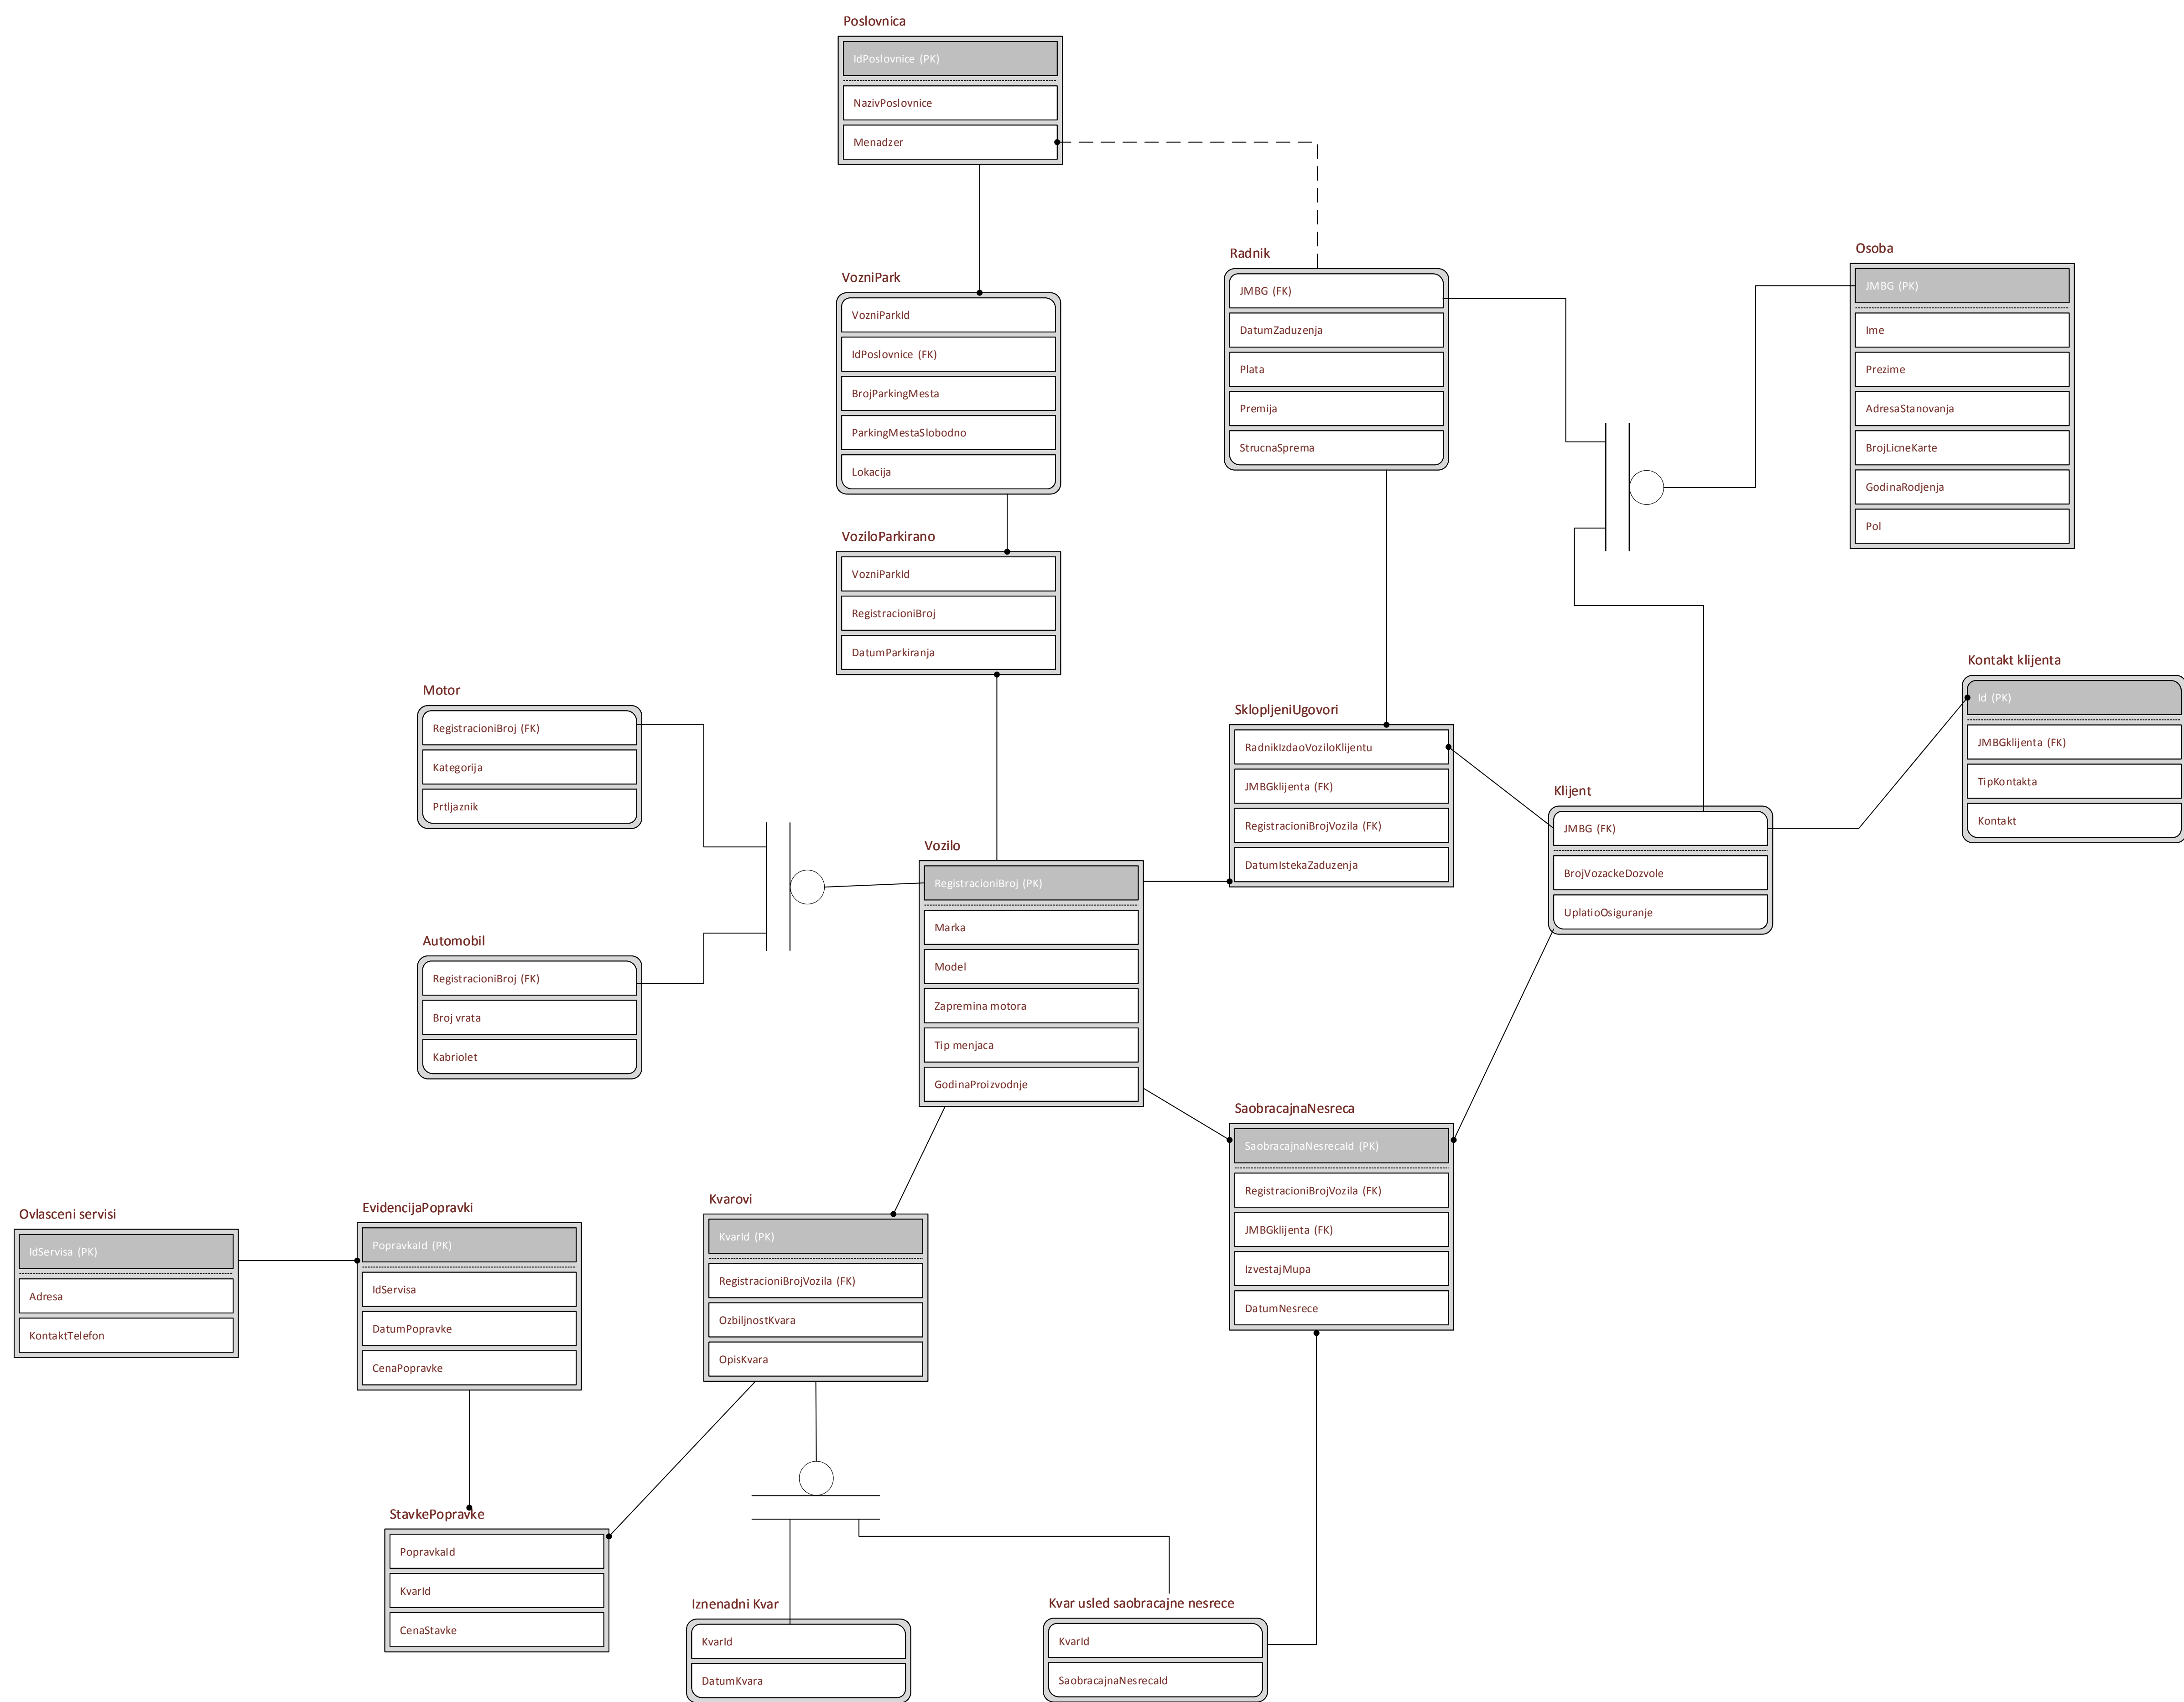 Poslovnica
IdPoslovnice (PK)
NazivPoslovnice
Menadzer
VozniPark
VozniParkId
IdPoslovnice (FK)
BrojParkingMesta
ParkingMestaSlobodno
Lokacija
Radnik
JMBG (FK)
DatumZaduzenja
Plata
Premija
StrucnaSprema
Osoba
JMBG (PK)
Ime
Prezime
AdresaStanovanja
BrojLicneKarte
GodinaRodjenja
Pol
VoziloParkirano
VozniParkId
RegistracioniBroj
DatumParkiranja
Motor
RegistracioniBroj (FK)
Kategorija
Prtljaznik
SklopljeniUgovori
RadnikIzdaoVoziloKlijentu
JMBGklijenta (FK)
RegistracioniBrojVozila (FK)
DatumIstekaZaduzenja
Kontakt klijenta
Id (PK)
JMBGklijenta (FK)
TipKontakta
Kontakt
Klijent
JMBG (FK)
BrojVozackeDozvole
UplatioOsiguranje
Vozilo
RegistracioniBroj (PK)
Marka
Model
Zapremina motora
Tip menjaca
GodinaProizvodnje
Automobil
RegistracioniBroj (FK)
Broj vrata
Kabriolet
SaobracajnaNesreca
SaobracajnaNesrecaId (PK)
RegistracioniBrojVozila (FK)
JMBGklijenta (FK)
IzvestajMupa
DatumNesrece
Ovlasceni servisi
IdServisa (PK)
Adresa
KontaktTelefon
EvidencijaPopravki
PopravkaId (PK)
IdServisa
DatumPopravke
CenaPopravke
Kvarovi
KvarId (PK)
RegistracioniBrojVozila (FK)
OzbiljnostKvara
OpisKvara
StavkePopravke
PopravkaId
KvarId
CenaStavke
Iznenadni Kvar
KvarId
DatumKvara
Kvar usled saobracajne nesrece
KvarId
SaobracajnaNesrecaId